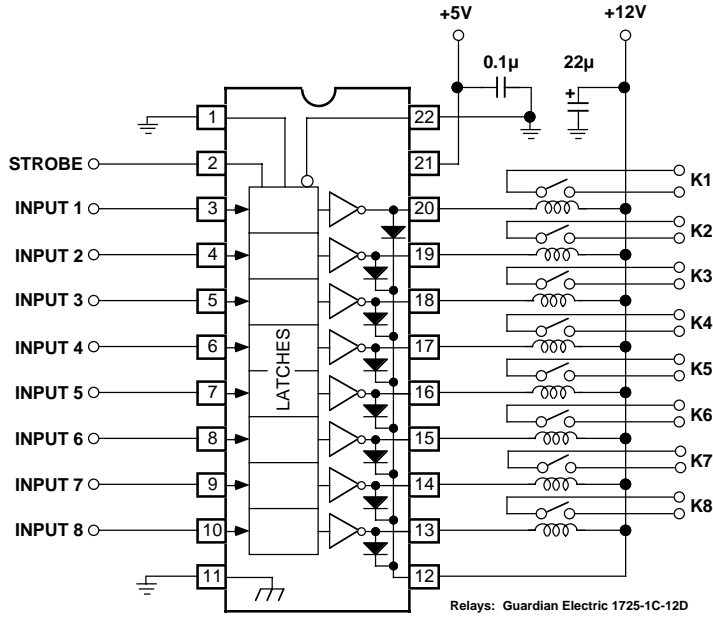 +5V
+12V
0.1µ
22µ
+
1
22
STROBE
2
21
INPUT 1
3
20
K1
INPUT 2
4
19
K2
INPUT 3
5
18
K3
INPUT 4
6
17
K4
LATCHES
INPUT 5
7
16
K5
INPUT 6
8
15
K6
INPUT 7
9
14
K7
INPUT 8
10
13
K8
11
12
Relays: Guardian Electric 1725-1C-12D